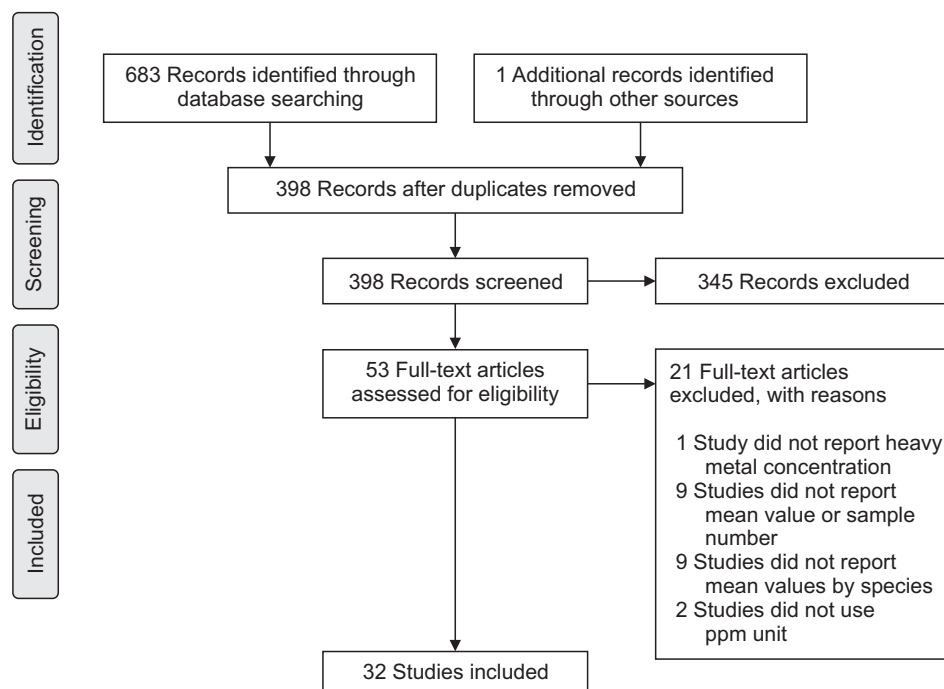 Identification
683 Records identified through
database searching
1 Additional records identified
through other sources
398 Records after duplicates removed
Screening
398 Records screened
345 Records excluded
Eligibility
53 Full-text articles
assessed for eligibility
21 Full-text articles
excluded, with reasons
1 Study did not report heavy
metal concentration
9 Studies did not report
mean value or sample
number
9 Studies did not report
mean values by species
2 Studies did not use
ppm unit
Included
32 Studies included